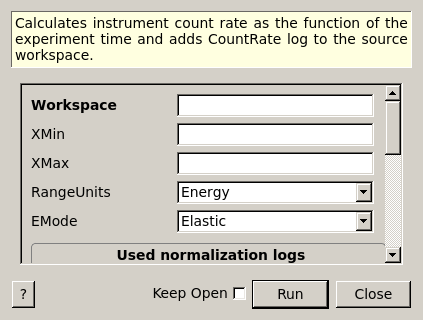 Calculates instrument count rate as the function of the
experiment time and adds CountRate log to the source
workspace.
Workspace
XMin
XMax
RangeUnits Energy
EMode Elastic
Used normalization logs
? Keep Open Run Close